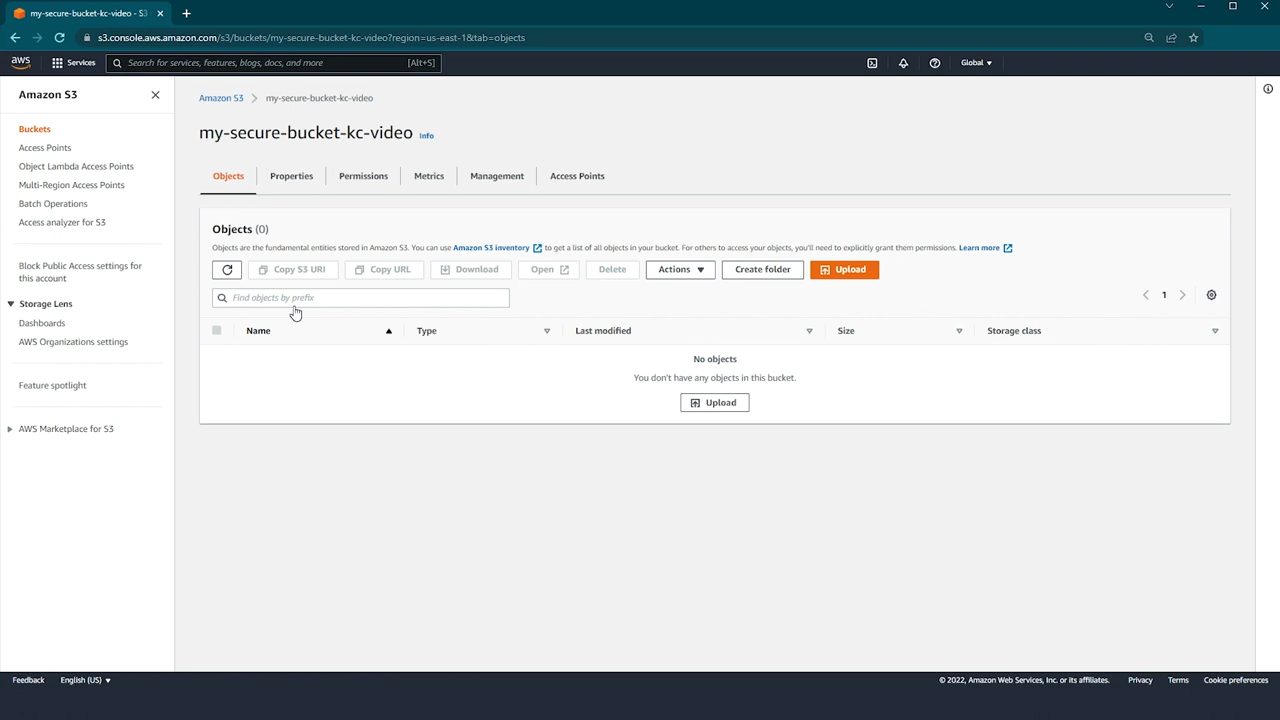 my-secure-bucket-kc-video - S3
s3.console.aws.amazon.com/s3/buckets/my-secure-bucket-kc-video?region=us-east-1&tab=objects
aws
Services
Search for services, features, blogs, docs, and more
[Alt+S]
Global
Amazon S3
Buckets
Access Points
Object Lambda Access Points
Multi-Region Access Points
Batch Operations
Access analyzer for S3
Block Public Access settings for
this account
Storage Lens
Dashboards
AWS Organizations settings
Feature spotlight
AWS Marketplace for S3
Amazon S3
my-secure-bucket-kc-video
my-secure-bucket-kc-video Info
Objects
Properties
Permissions
Metrics
Management
Access Points
Objects (0)
Objects are the fundamental entities stored in Amazon S3. You can use Amazon S3 inventory to get a list of all objects in your bucket. For others to access your objects, you'll need to explicitly grant them permissions. Learn more
Copy S3 URI
Copy URL
Download
Open
Delete
Actions
Create folder
Upload
Find objects by prefix
1
Name
Type
Last modified
Size
Storage class
No objects
You don't have any objects in this bucket.
Upload
Feedback
English (US)
© 2022, Amazon Web Services, Inc. or its affiliates.
Privacy
Terms
Cookie preferences